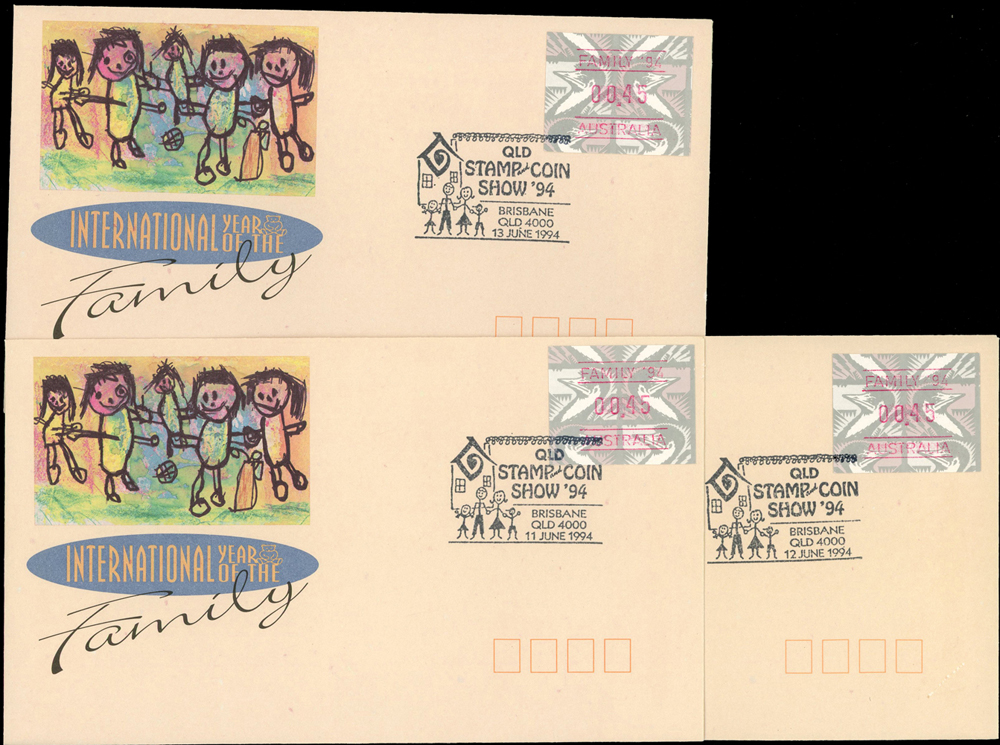 FAMILY '94
00,45
AUSTRALIA
QLD
STAMP and COIN
SHOW '94
BRISBANE
QLD 4000
13 JUNE 1994
INTERNATIONAL YEAR OF THE
Family
FAMILY '94
00,45
AUSTRALIA
QLD
STAMP and COIN
SHOW '94
BRISBANE
QLD 4000
11 JUNE 1994
INTERNATIONAL YEAR OF THE
Family
FAMILY '94
00,45
AUSTRALIA
QLD
STAMP and COIN
SHOW '94
BRISBANE
QLD 4000
12 JUNE 1994